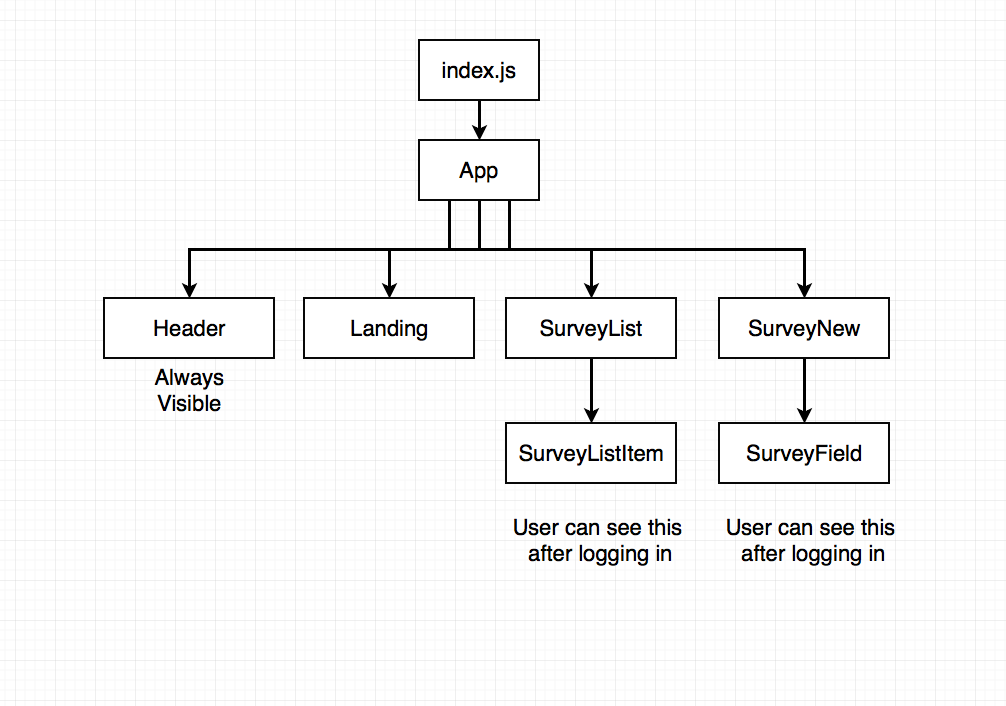 index.js
App
Header
Landing
SurveyList
SurveyNew
Always
Visible
SurveyListItem
SurveyField
User can see this
after logging in
User can see this
after logging in